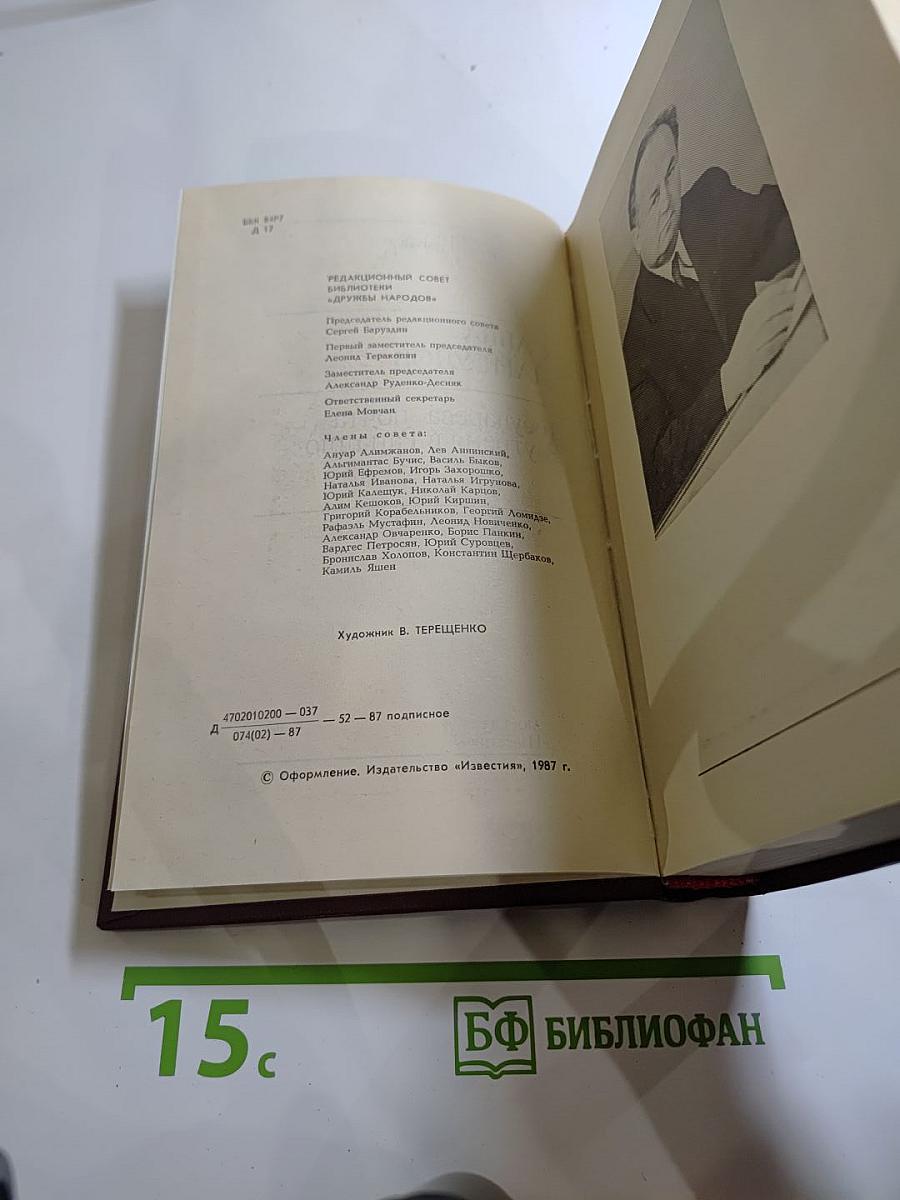 ББК 84Р7
Д 17
РЕДАКЦИОННЫЙ СОВЕТ
БИБЛИОТЕКИ
«ДРУЖБЫ НАРОДОВ»
Председатель редакционного совета
Сергей Баруздин
Первый заместитель председателя
Леонид Теракопян
Заместитель председателя
Александр Руденко-Десняк
Ответственный секретарь
Елена Мовчан
Члены совета:
Ануар Алимжанов, Лев Аннинский,
Альгимантас Бучис, Василь Быков,
Юрий Ефремов, Игорь Захорошко,
Наталья Иванова, Наталья Игрунова,
Юрий Калещук, Николай Карцов,
Алим Кешоков, Юрий Киршин,
Григорий Корабельников, Георгий Ломидзе,
Рафаэль Мустафин, Леонид Новиченко,
Александр Овчаренко, Борис Панкин,
Вардгес Петросян, Юрий Суровцев,
Бронислав Холопов, Константин Щербаков,
Камиль Яшен
Художник В. ТЕРЕЩЕНКО
Д 4702010200 — 037
074(02) — 87
— 52 — 87 подписное
© Оформление. Издательство «Известия», 1987 г.
15 с
БФ БИБЛИОФАН